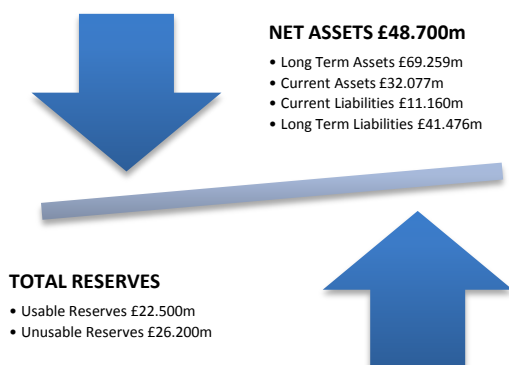 NET ASSETS £48.700m
• Long Term Assets £69.259m
• Current Assets £32.077m
• Current Liabilities £11.160m
• Long Term Liabilities £41.476m
TOTAL RESERVES
• Usable Reserves £22.500m
• Unusable Reserves £26.200m